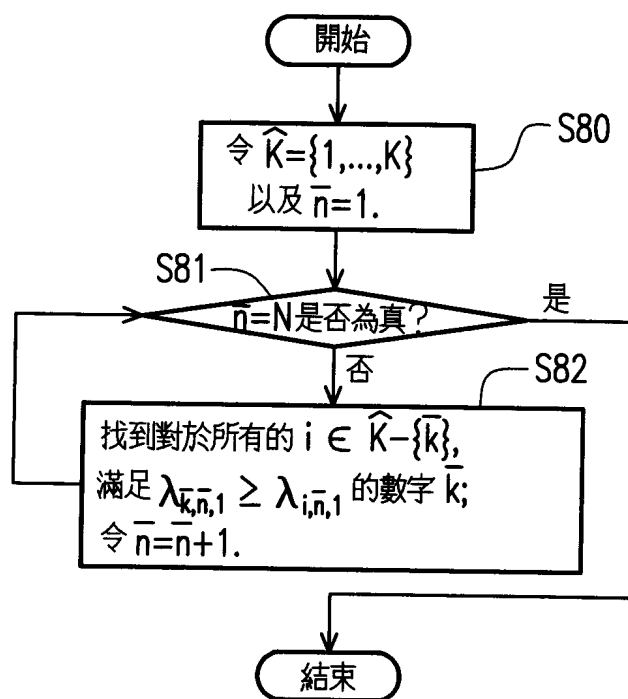 開始
S80
令 K̂={1,...,K}
以及 n̄=1.
S81
n̄=N是否為真?
是
否
S82
找到對於所有的 i ∈ K̂-{k̄},
滿足 λk̄,n̄,1 ≥ λi,n̄,1 的數字 k̄;
令 n̄=n̄+1.
結束